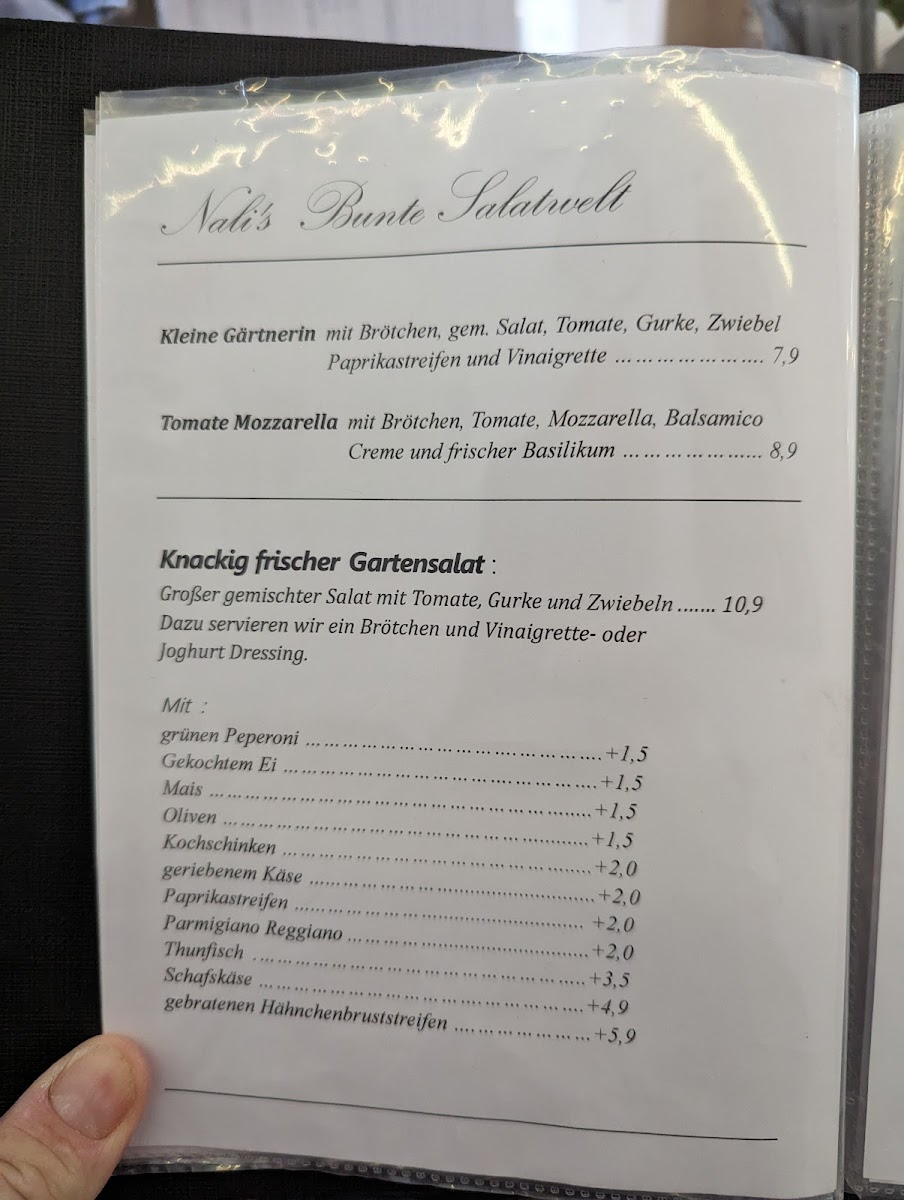 Nali's Bunte Salatwelt
Kleine Gärtnerin mit Brötchen, gem. Salat, Tomate, Gurke, Zwiebel
Paprikastreifen und Vinaigrette ........................ 7,9
Tomate Mozzarella mit Brötchen, Tomate, Mozzarella, Balsamico
Creme und frischer Basilikum ........................ 8,9
Knackig frischer Gartensalat :
Großer gemischter Salat mit Tomate, Gurke und Zwiebeln ....... 10,9
Dazu servieren wir ein Brötchen und Vinaigrette- oder
Joghurt Dressing.
Mit :
grünen Peperoni ........................ +1,5
Gekochtem Ei ........................ +1,5
Mais ........................ +1,5
Oliven ........................ +1,5
Kochschinken ........................ +2,0
geriebenem Käse ........................ +2,0
Paprikastreifen ........................ +2,0
Parmigiano Reggiano ........................ +2,0
Thunfisch ........................ +3,5
Schafskäse ........................ +4,9
gebratenen Hähnchenbruststreifen ........................ +5,9